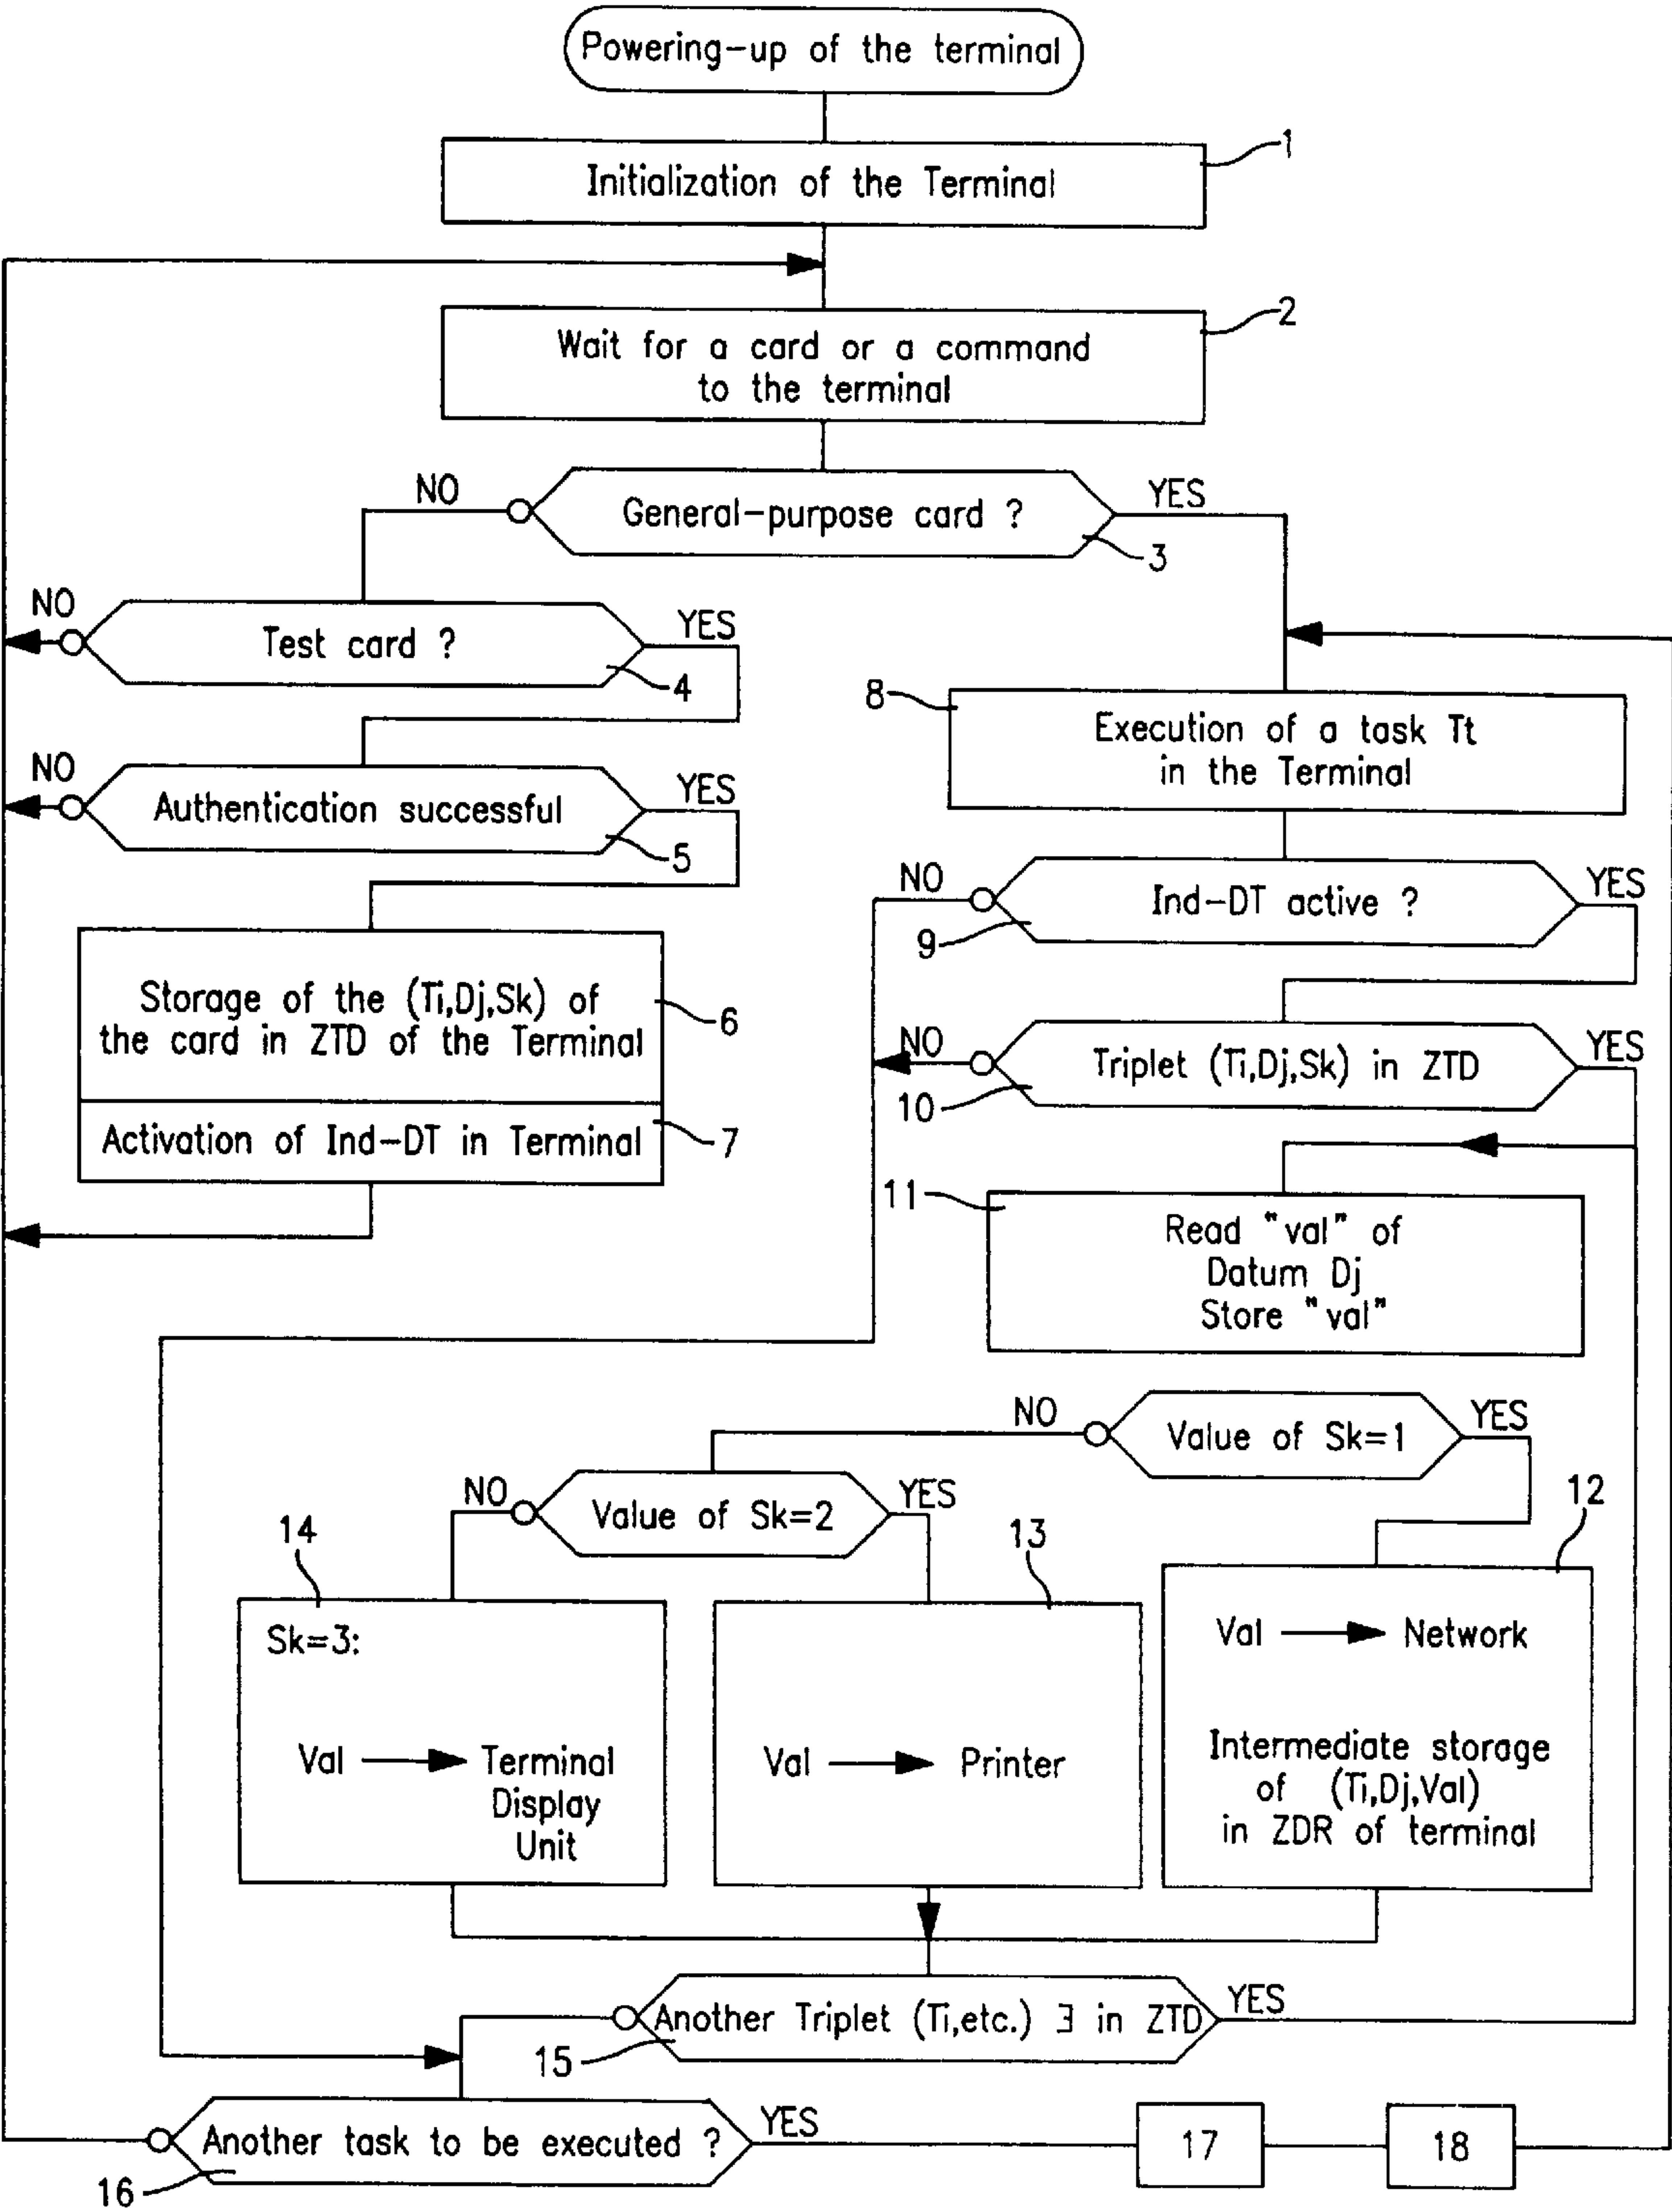 Powering-up of the terminal
1
Initialization of the Terminal
2
Wait for a card or a command
to the terminal
NO
YES
General-purpose card ?
3
NO
YES
Test card ?
4
8
Execution of a task Tt
in the Terminal
NO
YES
Authentication successful
5
NO
YES
Ind-DT active ?
9
Storage of the (Ti,Dj,Sk) of
the card in ZTD of the Terminal
6
NO
YES
Triplet (Ti,Dj,Sk) in ZTD
10
Activation of Ind-DT in Terminal
7
11
Read "val" of
Datum Dj
Store "val"
NO
YES
Value of Sk=1
NO
YES
Value of Sk=2
12
14
13
Sk=3:
Val
Terminal
Display
Unit
Val
Printer
Val
Network
Intermediate storage
of (Ti,Dj,Val)
in ZDR of terminal
Another Triplet (Ti,etc.) ∃ in ZTD
YES
15
Another task to be executed ?
YES
16
17
18